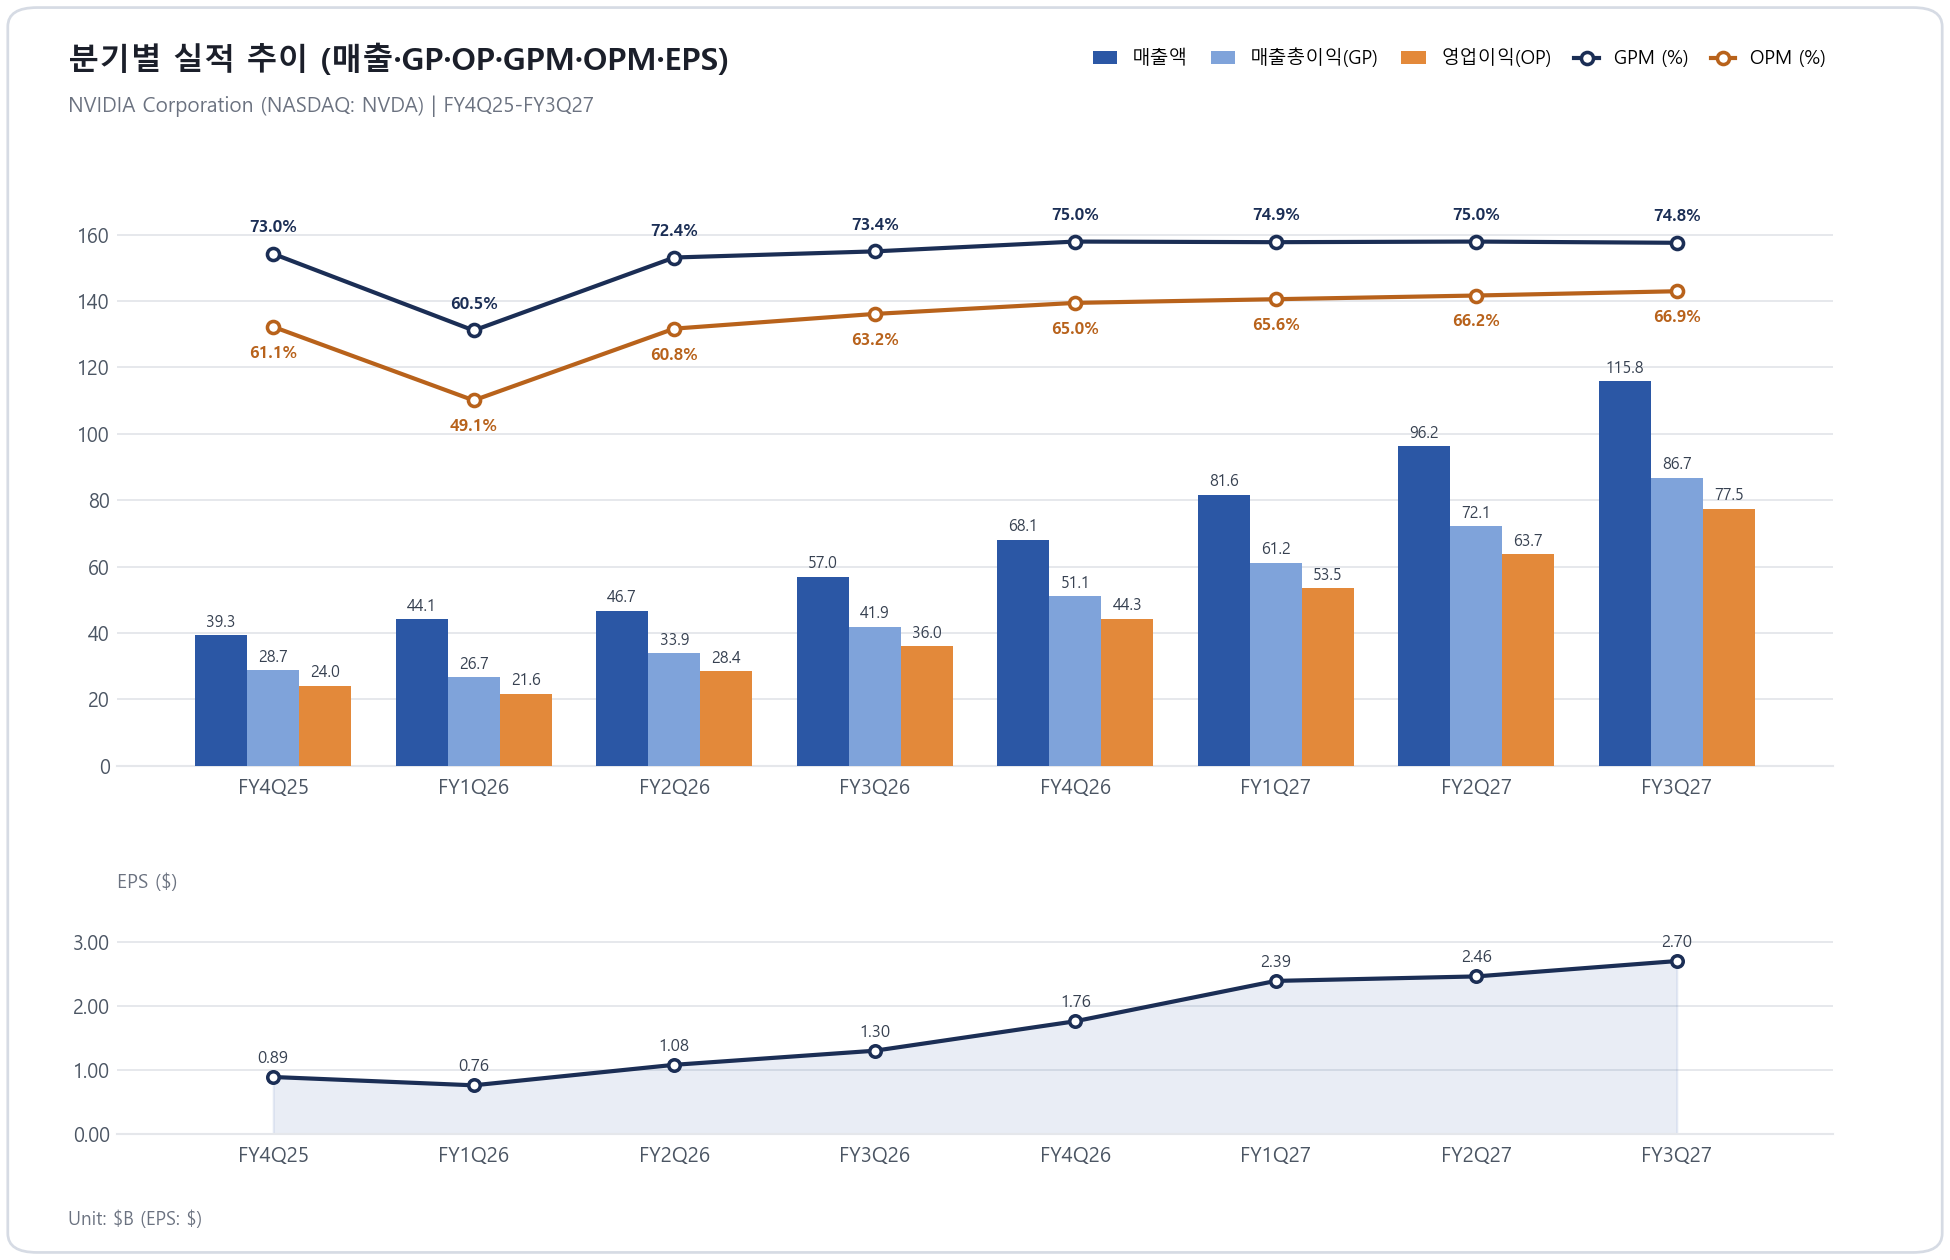 분기별 실적 추이 (매출·GP·OP·GPM·OPM·EPS)
NVIDIA Corporation (NASDAQ: NVDA) | FY4Q25-FY3Q27
매출액 매출총이익(GP) 영업이익(OP) GPM (%) OPM (%)
73.0% 60.5% 72.4% 73.4% 75.0% 74.9% 75.0% 74.8%
61.1% 49.1% 60.8% 63.2% 65.0% 65.6% 66.2% 66.9%
160
140
120
100
80
60
40
20
0
39.3 28.7 24.0
44.1 26.7 21.6
46.7 33.9 28.4
57.0 41.9 36.0
68.1 51.1 44.3
81.6 61.2 53.5
96.2 72.1 63.7
115.8 86.7 77.5
FY4Q25 FY1Q26 FY2Q26 FY3Q26 FY4Q26 FY1Q27 FY2Q27 FY3Q27
EPS ($)
3.00
2.00
1.00
0.00
0.89 0.76 1.08 1.30 1.76 2.39 2.46 2.70
FY4Q25 FY1Q26 FY2Q26 FY3Q26 FY4Q26 FY1Q27 FY2Q27 FY3Q27
Unit: $B (EPS: $)